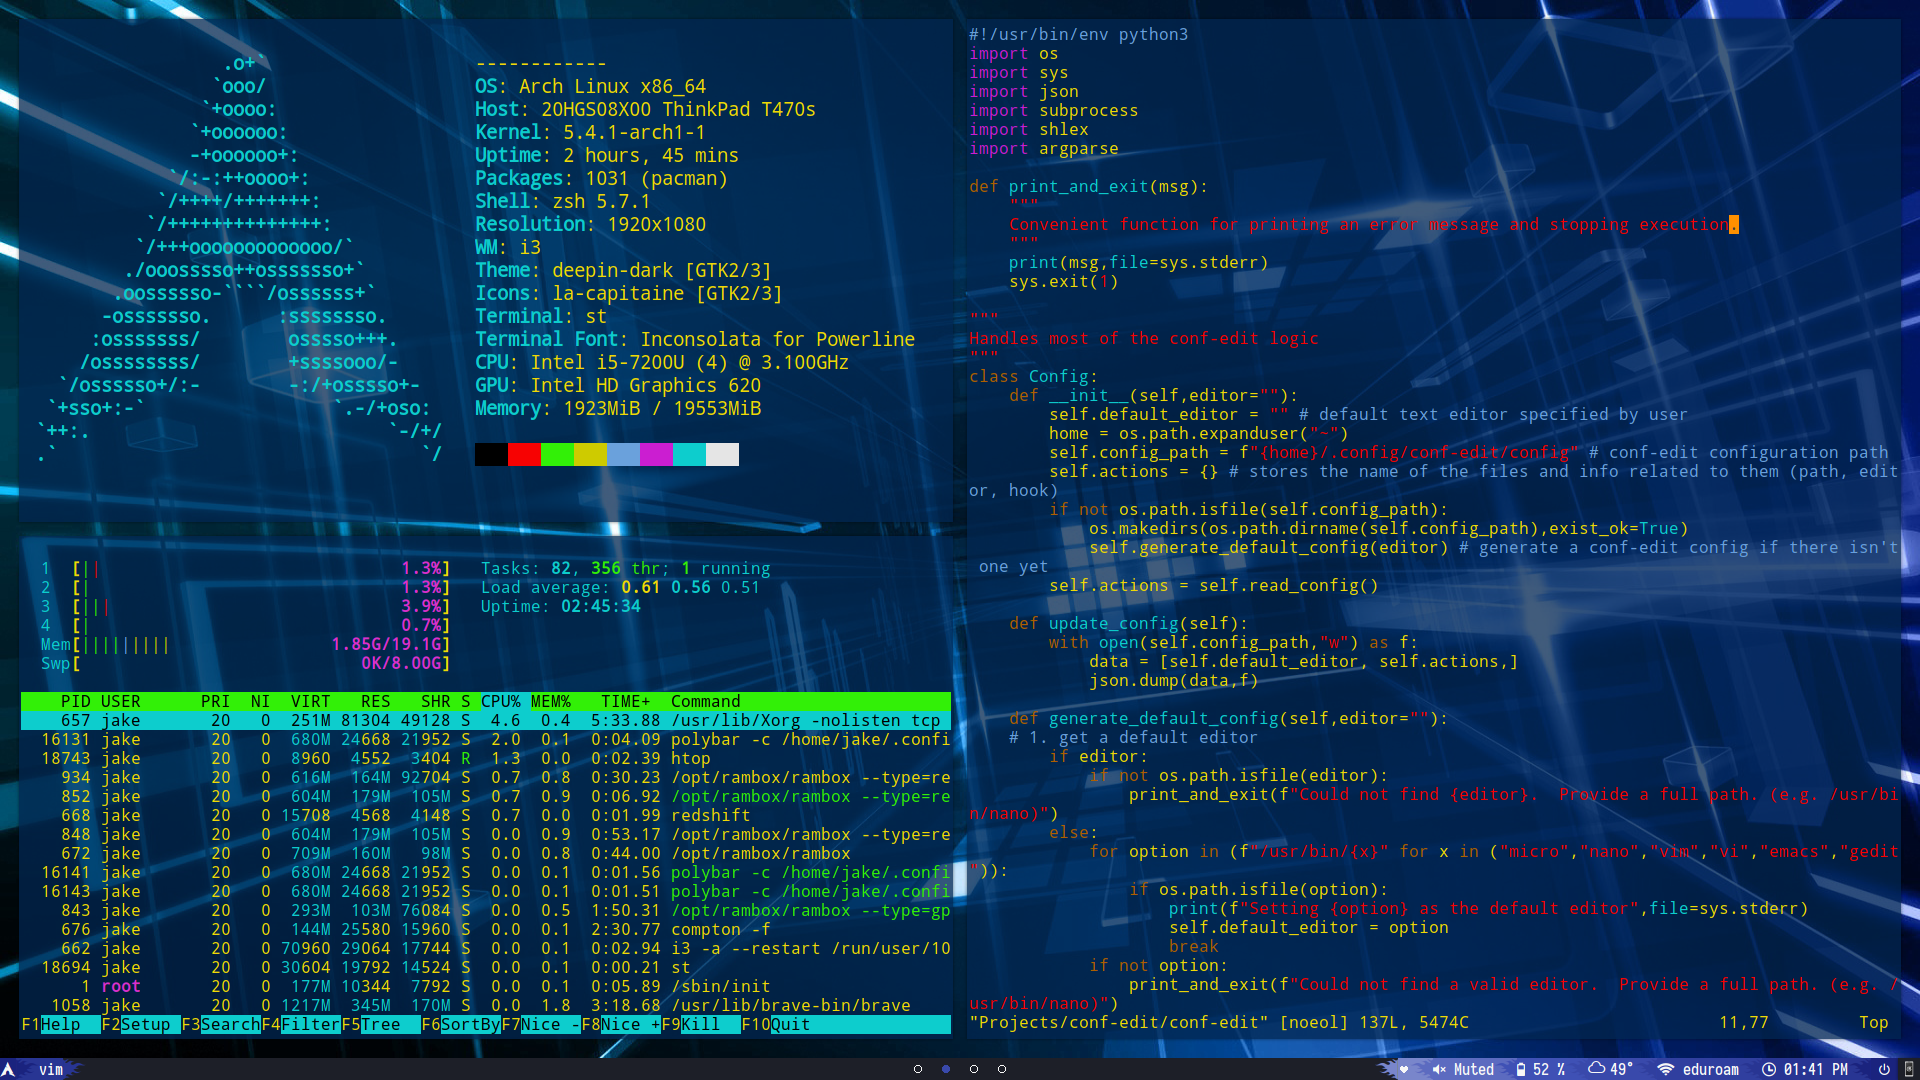 ------------
OS: Arch Linux x86_64
Host: 20HGS08X00 ThinkPad T470s
Kernel: 5.4.1-arch1-1
Uptime: 2 hours, 45 mins
Packages: 1031 (pacman)
Shell: zsh 5.7.1
Resolution: 1920x1080
WM: i3
Theme: deepin-dark [GTK2/3]
Icons: la-capitaine [GTK2/3]
Terminal: st
Terminal Font: Inconsolata for Powerline
CPU: Intel i5-7200U (4) @ 3.100GHz
GPU: Intel HD Graphics 620
Memory: 1923MiB / 19553MiB
1 [|| 1.3%]
2 [| 1.3%]
3 [||| 3.9%]
4 [| 0.7%]
Mem[||||||||| 1.85G/19.1G]
Swp[ 0K/8.00G]
Tasks: 82, 356 thr; 1 running
Load average: 0.61 0.56 0.51
Uptime: 02:45:34
PID USER PRI NI VIRT RES SHR S CPU% MEM% TIME+ Command
657 jake 20 0 251M 81304 49128 S 4.6 0.4 5:33.88 /usr/lib/Xorg -nolisten tcp
16131 jake 20 0 680M 24668 21952 S 2.0 0.1 0:04.09 polybar -c /home/jake/.confi
18743 jake 20 0 8960 4552 3404 R 1.3 0.0 0:02.39 htop
934 jake 20 0 616M 164M 92704 S 0.7 0.8 0:30.23 /opt/rambox/rambox --type=re
852 jake 20 0 604M 179M 105M S 0.7 0.9 0:06.92 /opt/rambox/rambox --type=re
668 jake 20 0 15708 4568 4148 S 0.7 0.0 0:01.99 redshift
848 jake 20 0 604M 179M 105M S 0.0 0.9 0:53.17 /opt/rambox/rambox --type=re
672 jake 20 0 709M 160M 98M S 0.0 0.8 0:44.00 /opt/rambox/rambox
16141 jake 20 0 680M 24668 21952 S 0.0 0.1 0:01.56 polybar -c /home/jake/.confi
16143 jake 20 0 680M 24668 21952 S 0.0 0.1 0:01.51 polybar -c /home/jake/.confi
843 jake 20 0 293M 103M 76084 S 0.0 0.5 1:50.31 /opt/rambox/rambox --type=gp
676 jake 20 0 144M 25580 15960 S 0.0 0.1 2:30.77 compton -f
662 jake 20 0 70960 29064 17744 S 0.0 0.1 0:02.94 i3 -a --restart /run/user/10
18694 jake 20 0 30604 19792 14524 S 0.0 0.1 0:00.21 st
1 root 20 0 177M 10344 7792 S 0.0 0.1 0:05.89 /sbin/init
1058 jake 20 0 1217M 345M 170M S 0.0 1.8 3:18.68 /usr/lib/brave-bin/brave
F1Help F2Setup F3SearchF4FilterF5Tree F6SortByF7Nice -F8Nice +F9Kill F10Quit
#!/usr/bin/env python3
import os
import sys
import json
import subprocess
import shlex
import argparse
def print_and_exit(msg):
"""
Convenient function for printing an error message and stopping execution.
"""
print(msg,file=sys.stderr)
sys.exit(1)
"""
Handles most of the conf-edit logic
"""
class Config:
def __init__(self,editor=""):
self.default_editor = "" # default text editor specified by user
home = os.path.expanduser("~")
self.config_path = f"{home}/.config/conf-edit/config" # conf-edit configuration path
self.actions = {} # stores the name of the files and info related to them (path, edit
or, hook)
if not os.path.isfile(self.config_path):
os.makedirs(os.path.dirname(self.config_path),exist_ok=True)
self.generate_default_config(editor) # generate a conf-edit config if there isn't
one yet
self.actions = self.read_config()
def update_config(self):
with open(self.config_path,"w") as f:
data = [self.default_editor, self.actions,]
json.dump(data,f)
def generate_default_config(self,editor=""):
# 1. get a default editor
if editor:
if not os.path.isfile(editor):
print_and_exit(f"Could not find {editor}.  Provide a full path. (e.g. /usr/bi
n/nano)")
else:
for option in (f"/usr/bin/{x}" for x in ("micro","nano","vim","vi","emacs","gedit
")):
if os.path.isfile(option):
print(f"Setting {option} as the default editor",file=sys.stderr)
self.default_editor = option
break
if not option:
print_and_exit(f"Could not find a valid editor.  Provide a full path. (e.g. /
usr/bin/nano)")
"Projects/conf-edit/conf-edit" [noeol] 137L, 5474C 11,77 Top
vim Muted 52 % 49° eduroam 01:41 PM